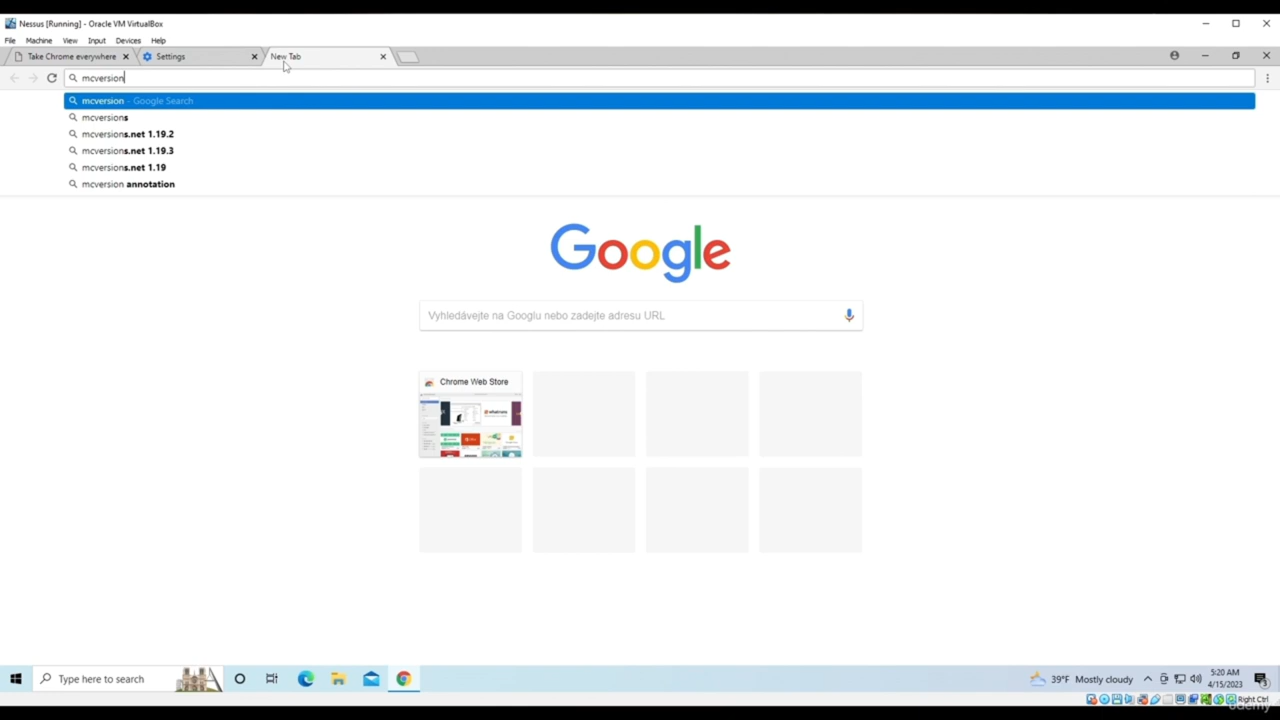 Nessus [Running] - Oracle VM VirtualBox
File Machine View Input Devices Help
Take Chrome everywhere
Settings
New Tab
mcversion
mcversion - Google Search
mcversions
mcversions.net 1.19.2
mcversions.net 1.19.3
mcversions.net 1.19
mcversion annotation
Google
Vyhledávejte na Googlu nebo zadejte adresu URL
Chrome Web Store
Type here to search
39°F Mostly cloudy
5:20 AM
4/15/2023
3
Right Ctrl
udemy